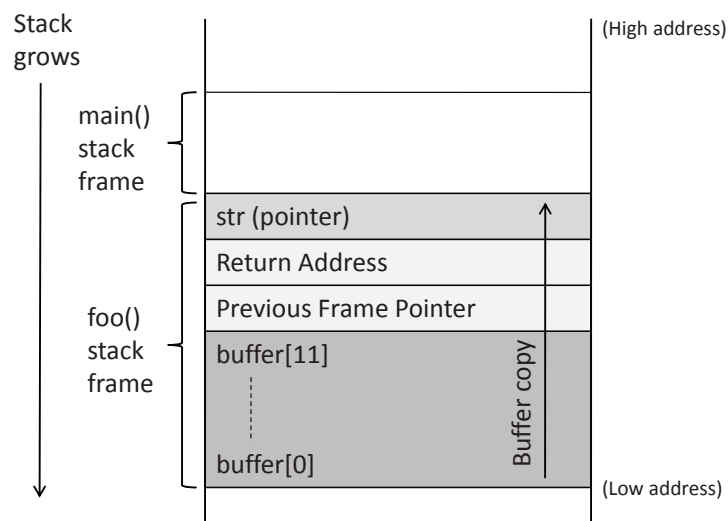 Stack
grows
(High address)
main()
stack
frame
str (pointer)
Return Address
Previous Frame Pointer
foo()
stack
frame
buffer[11]
Buffer copy
buffer[0]
(Low address)